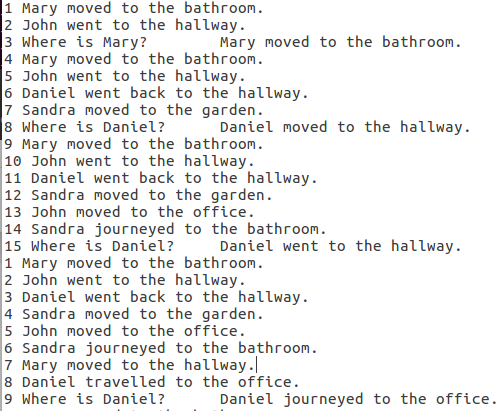 1 Mary moved to the bathroom.
2 John went to the hallway.
3 Where is Mary? Mary moved to the bathroom.
4 Mary moved to the bathroom.
5 John went to the hallway.
6 Daniel went back to the hallway.
7 Sandra moved to the garden.
8 Where is Daniel? Daniel moved to the hallway.
9 Mary moved to the bathroom.
10 John went to the hallway.
11 Daniel went back to the hallway.
12 Sandra moved to the garden.
13 John moved to the office.
14 Sandra journeyed to the bathroom.
15 Where is Daniel? Daniel went to the hallway.
1 Mary moved to the bathroom.
2 John went to the hallway.
3 Daniel went back to the hallway.
4 Sandra moved to the garden.
5 John moved to the office.
6 Sandra journeyed to the bathroom.
7 Mary moved to the hallway.
8 Daniel travelled to the office.
9 Where is Daniel? Daniel journeyed to the office.